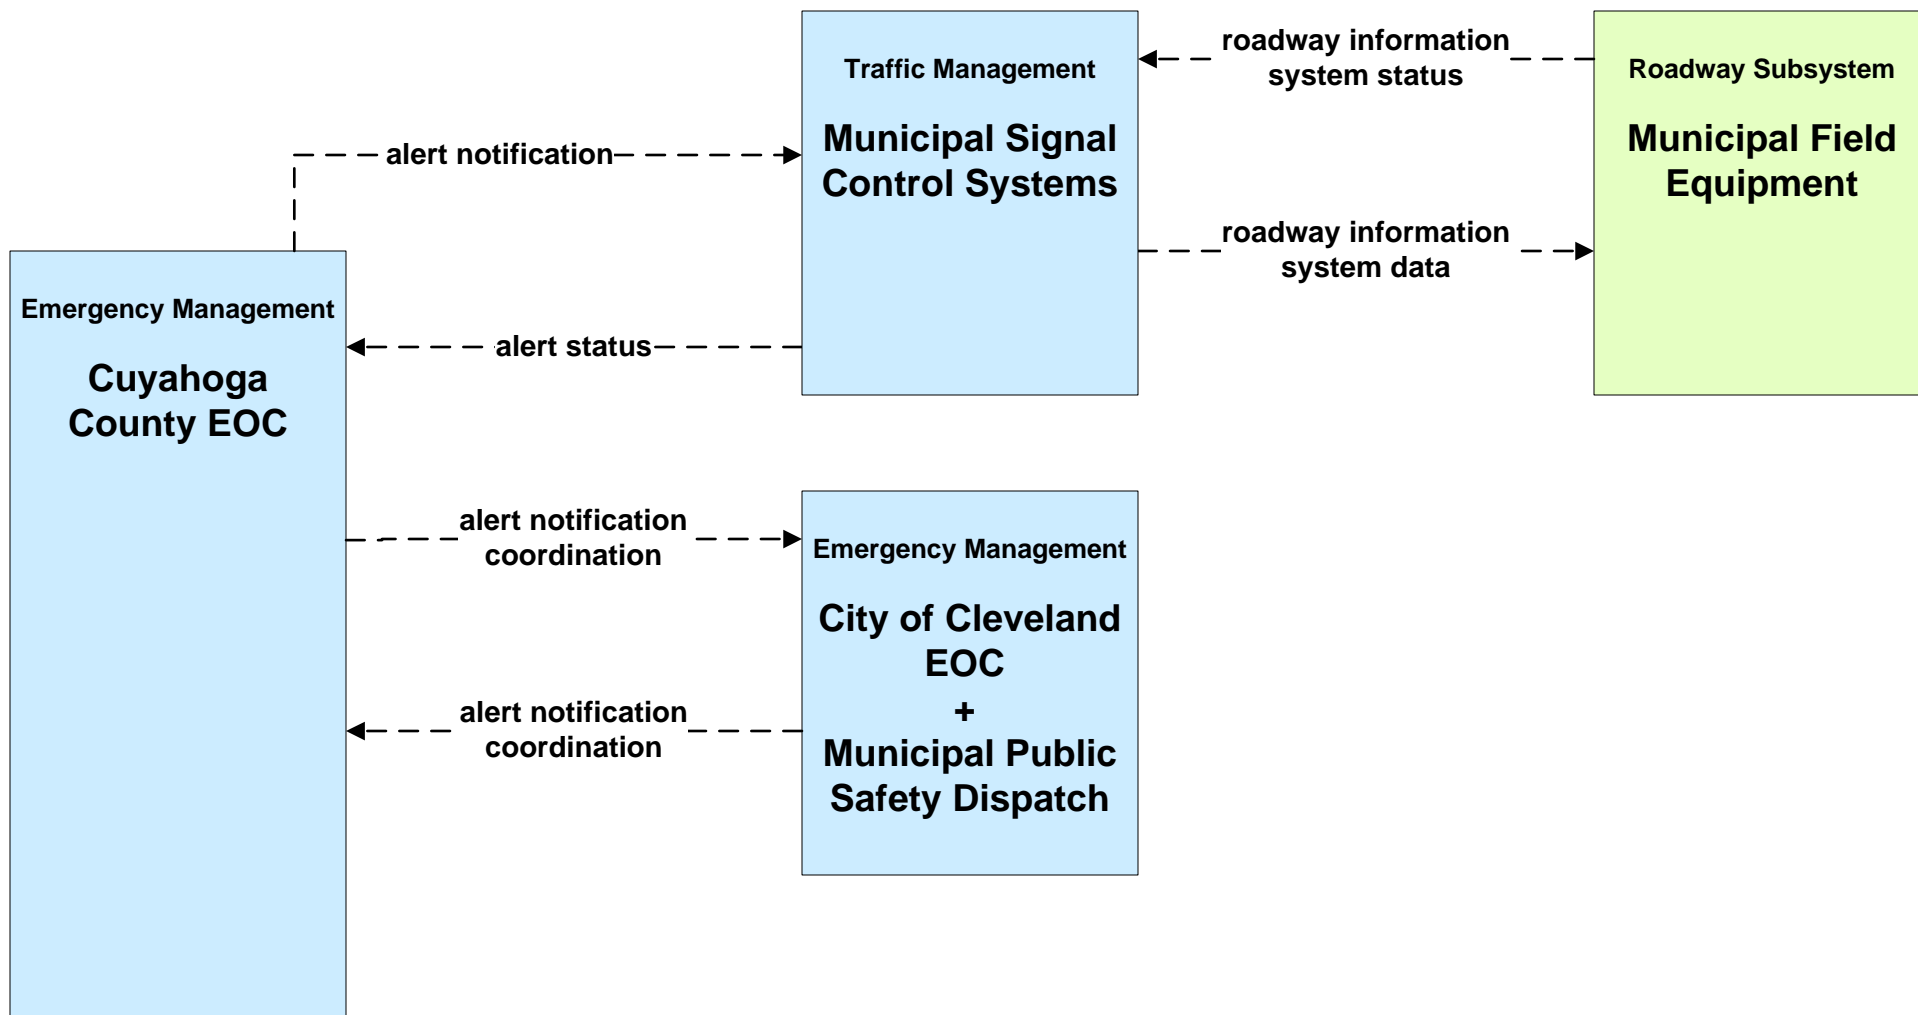 roadway information
system status
Traffic Management
Municipal Signal
Control Systems
Roadway Subsystem
Municipal Field
Equipment
alert notification
roadway information
system data
Emergency Management
Cuyahoga
County EOC
alert status
alert notification
coordination
Emergency Management
City of Cleveland
EOC
+
Municipal Public
Safety Dispatch
alert notification
coordination